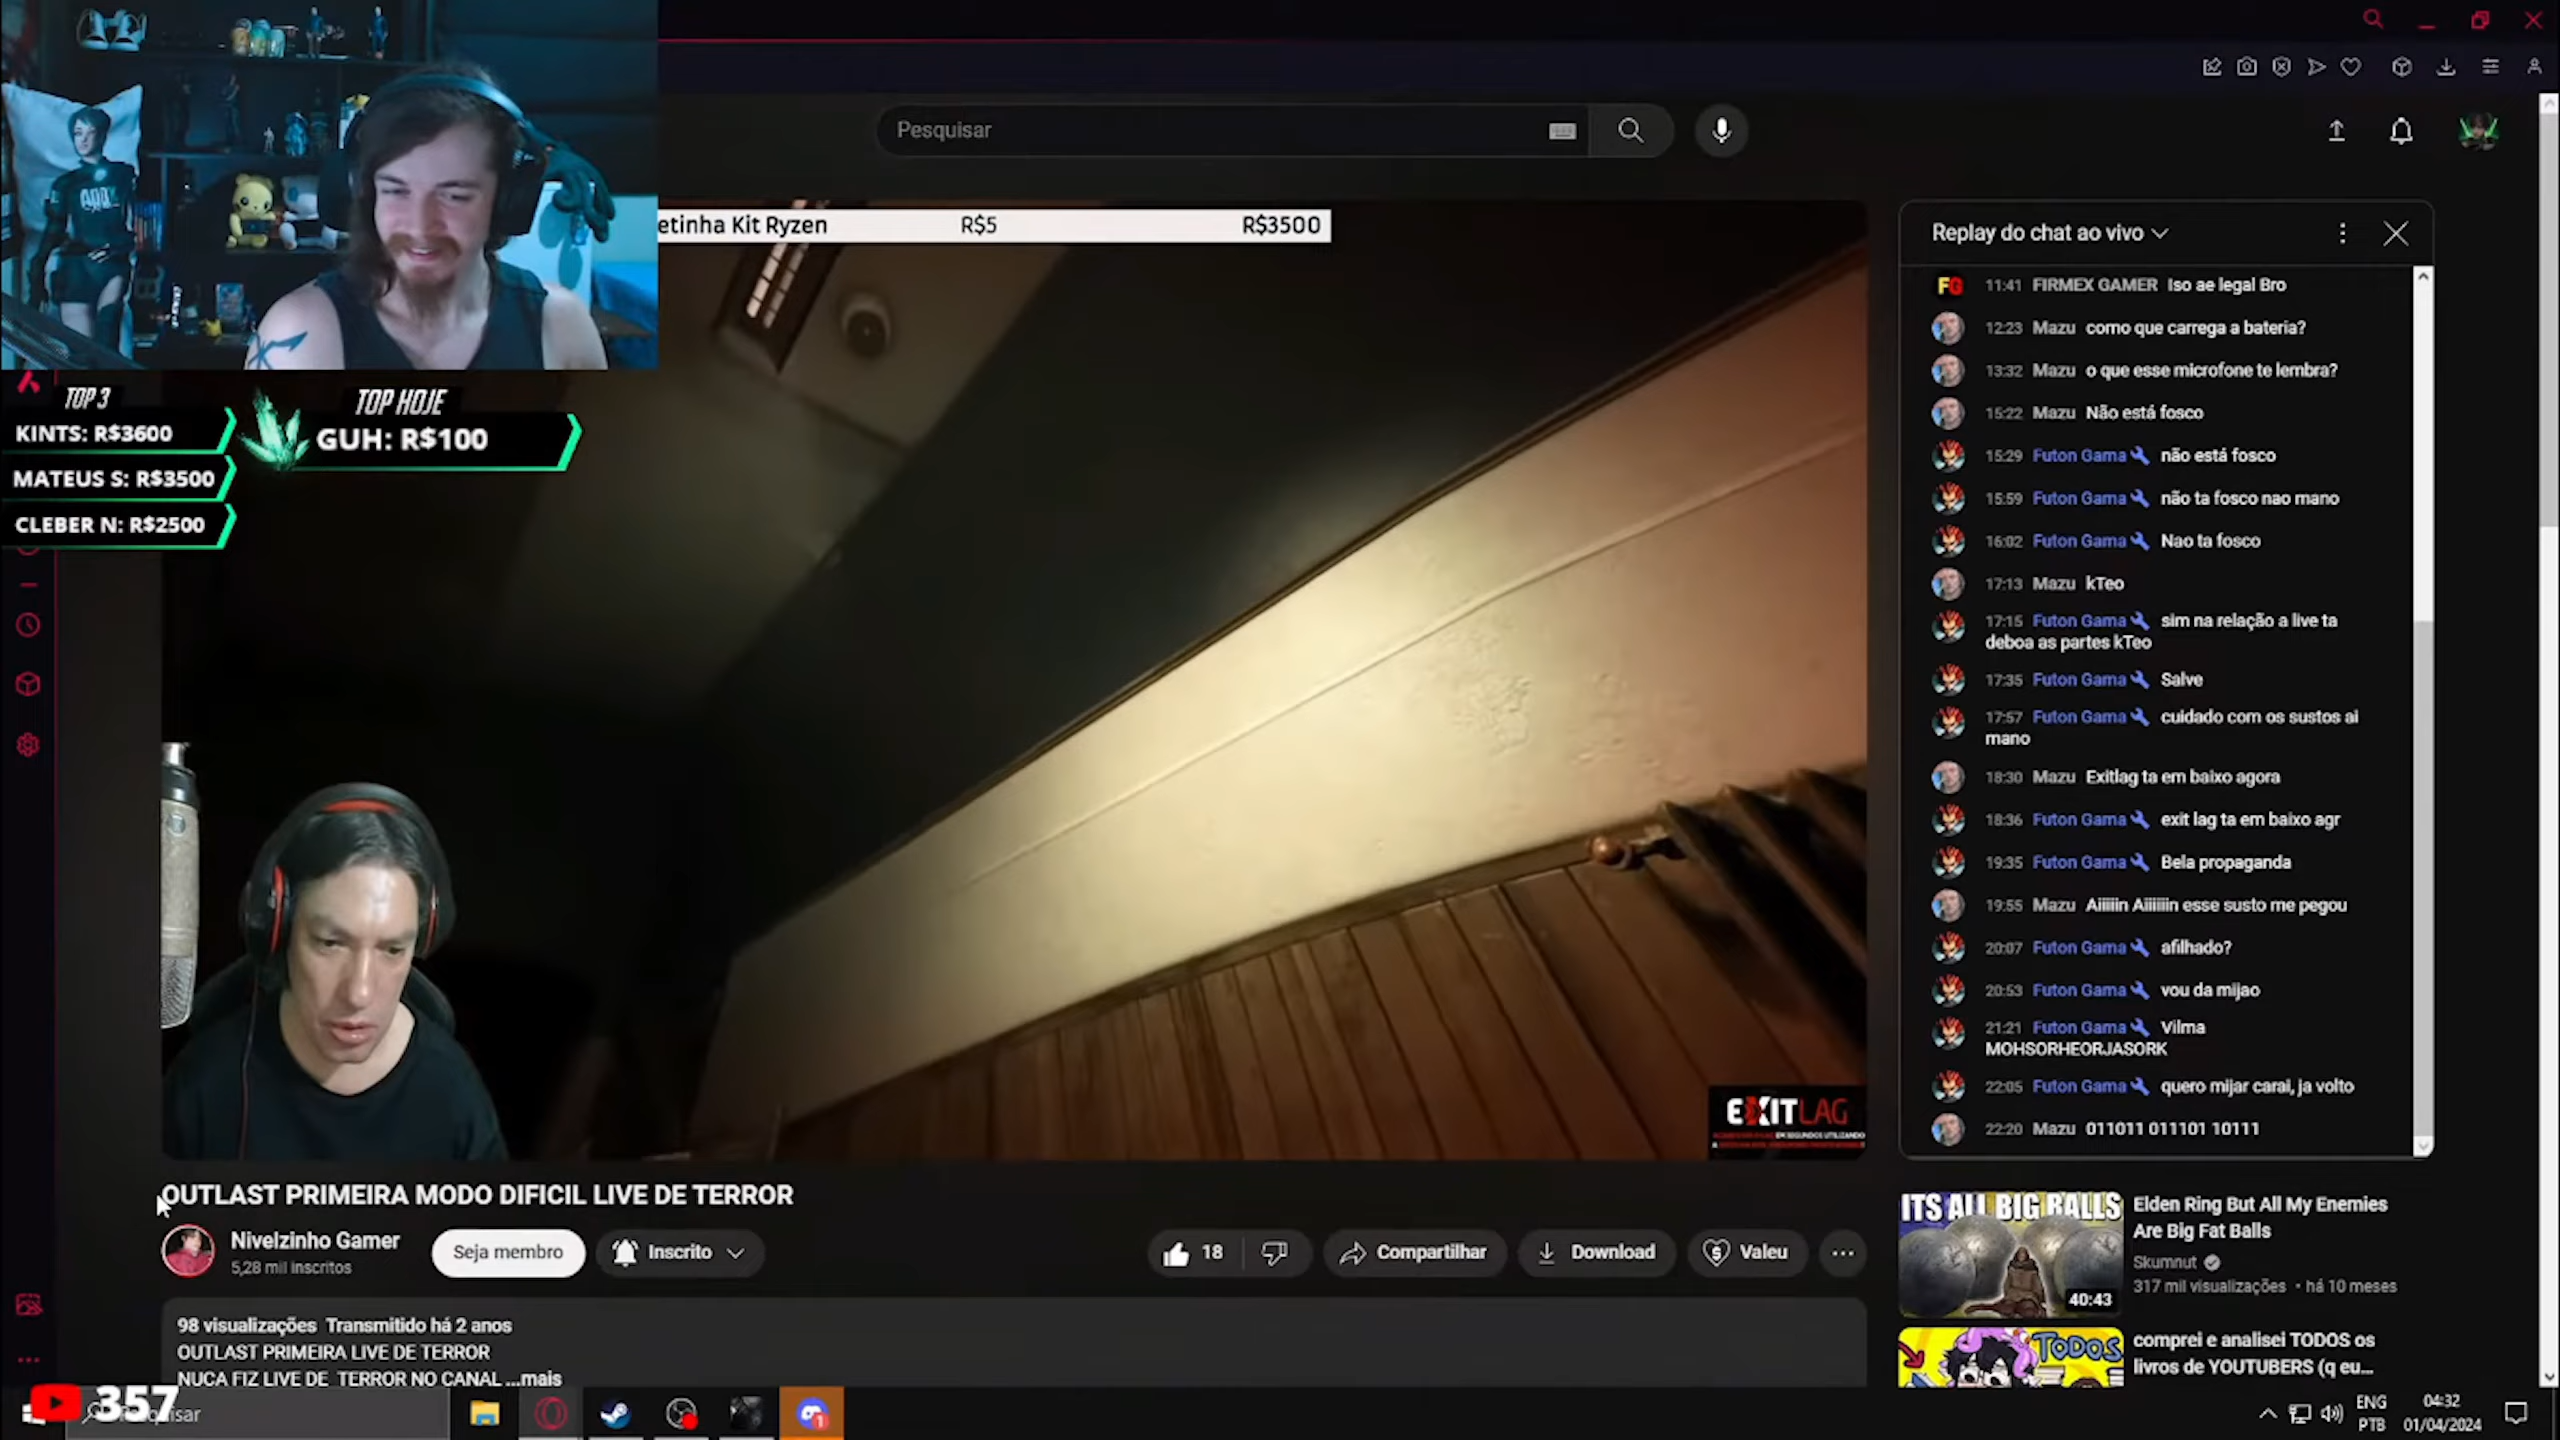 Pesquisar
etinha Kit Ryzen R$5 R$3500
TOP 3
KINTS: R$3600
MATEUS S: R$3500
CLEBER N: R$2500
TOP HOJE
GUH: R$100
Replay do chat ao vivo
FG 11:41 FIRMEX GAMER Iso ae legal Bro
12:23 Mazu como que carrega a bateria?
13:32 Mazu o que esse microfone te lembra?
15:22 Mazu Não está fosco
15:29 Futon Gama não está fosco
15:59 Futon Gama não ta fosco nao mano
16:02 Futon Gama Nao ta fosco
17:13 Mazu kTeo
17:15 Futon Gama sim na relação a live ta
deboa as partes kTeo
17:35 Futon Gama Salve
17:57 Futon Gama cuidado com os sustos ai
mano
18:30 Mazu Exitlag ta em baixo agora
18:36 Futon Gama exit lag ta em baixo agr
19:35 Futon Gama Bela propaganda
19:55 Mazu Aiiiiiin Aiiiiiiin esse susto me pegou
20:07 Futon Gama afilhado?
20:53 Futon Gama vou da mijao
21:21 Futon Gama Vilma
MOHSORHEORJASORK
22:05 Futon Gama quero mijar carai, ja volto
22:20 Mazu 011011 011101 10111
EXITLAG
OUTLAST PRIMEIRA MODO DIFICIL LIVE DE TERROR
Nivelzinho Gamer
5,28 mil inscritos
Seja membro
Inscrito
18
Compartilhar
Download
Valeu
98 visualizações Transmitido há 2 anos
OUTLAST PRIMEIRA LIVE DE TERROR
NUCA FIZ LIVE DE TERROR NO CANAL ...mais
ITS ALL BIG BALLS
40:43
Elden Ring But All My Enemies
Are Big Fat Balls
Skumnut
317 mil visualizações • há 10 meses
TODOS
comprei e analisei TODOS os
livros de YOUTUBERS (q eu...
357
isar
1
ENG
PTB
04:32
01/04/2024